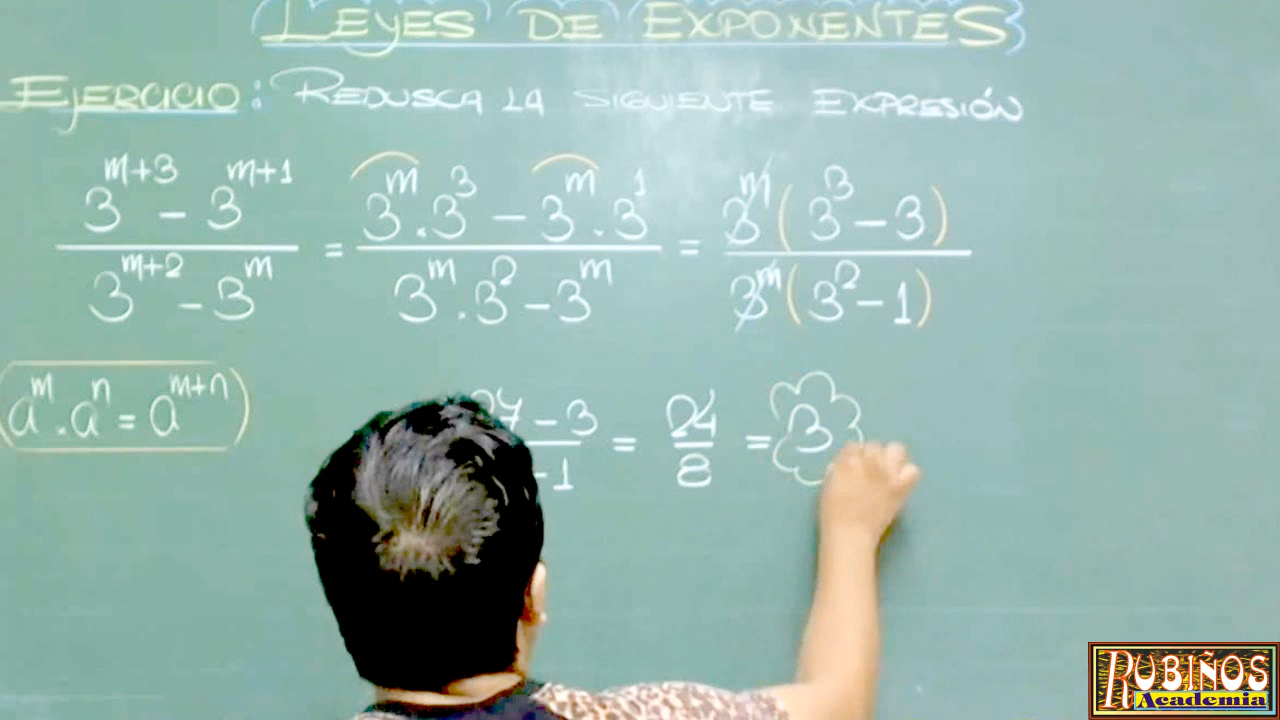 LEYES DE EXPONENTES
EJERCICIO: REDUSCA LA SIGUIENTE EXPRESIÓN
(3^(m+3) - 3^(m+1)) / (3^(m+2) - 3^m) = (3^m . 3^3 - 3^m . 3^1) / (3^m . 3^2 - 3^m) = 3^m (3^3 - 3) / 3^m (3^2 - 1)
(a^m . a^n = a^(m+n))
27 - 3 / - 1 = 24 / 8 = 3
RUBIÑOS
Academia